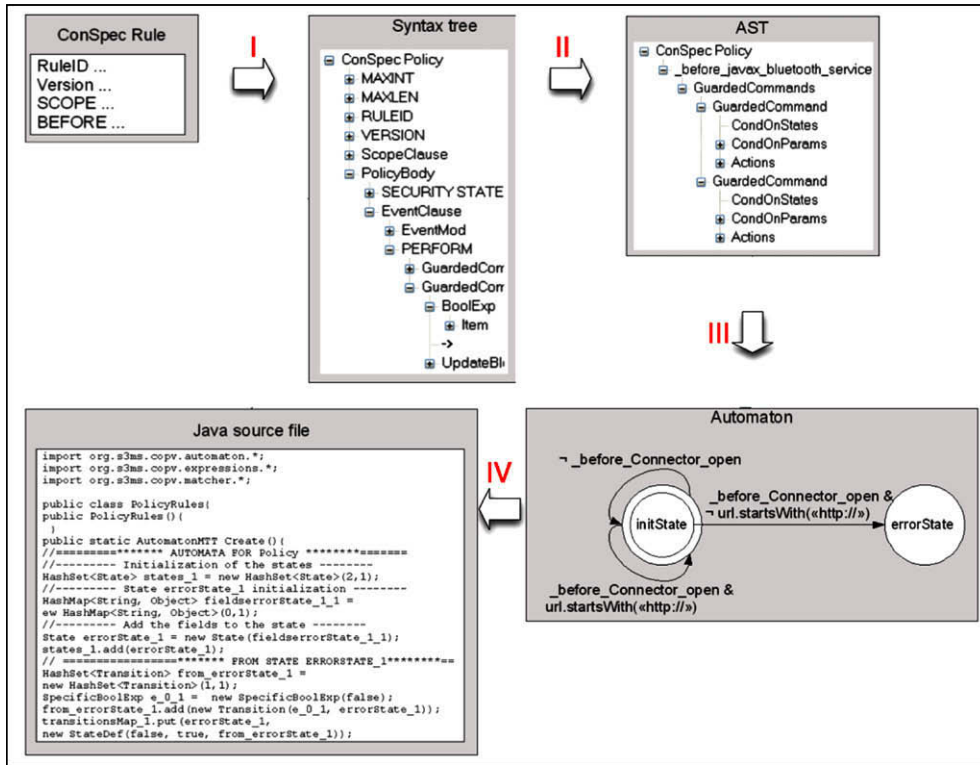 ConSpec Rule
RuleID ...
Version ...
SCOPE ...
BEFORE ...
I
Syntax tree
ConSpec Policy
MAXINT
MAXLEN
RULEID
VERSION
ScopeClause
PolicyBody
SECURITY STATE
EventClause
EventMod
PERFORM
GuardedCom
GuardedCom
BoolExp
Item
->
UpdateBl
II
AST
ConSpec Policy
_before_javax_bluetooth_service
GuardedCommands
GuardedCommand
CondOnStates
CondOnParams
Actions
GuardedCommand
CondOnStates
CondOnParams
Actions
III
Automaton
¬ _before_Connector_open
initState
_before_Connector_open &
¬ url.startsWith(«http://»)
errorState
_before_Connector_open &
url.startsWith(«http://»)
IV
Java source file
import org.s3ms.copv.automaton.*;
import org.s3ms.copv.expressions.*;
import org.s3ms.copv.matcher.*;
public class PolicyRules{
public PolicyRules(){
}
public static AutomatonMTT Create(){
//=========******* AUTOMATA FOR Policy ********=======
//--------- Initialization of the states --------
HashSet<State> states_1 = new HashSet<State>(2,1);
//--------- State errorState_1 initialization --------
HashMap<String, Object> fieldserrorState_1_1 =
ew HashMap<String, Object>(0,1);
//--------- Add the fields to the state --------
State errorState_1 = new State(fieldserrorState_1_1);
states_1.add(errorState_1);
// =================******* FROM STATE ERRORSTATE_1********==
HashSet<Transition> from_errorState_1 =
new HashSet<Transition>(1,1);
SpecificBoolExp e_0_1 =  new SpecificBoolExp(false);
from_errorState_1.add(new Transition(e_0_1, errorState_1));
transitionsMap_1.put(errorState_1,
new StateDef(false, true, from_errorState_1));